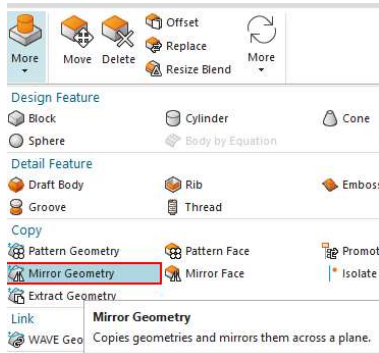 More
Move
Delete
Offset
Replace
Resize Blend
More
Design Feature
Block
Cylinder
Cone
Sphere
Body by Equation
Detail Feature
Draft Body
Rib
Emboss
Groove
Thread
Copy
Pattern Geometry
Pattern Face
Promot
Mirror Geometry
Mirror Face
Isolate
Extract Geometry
Link
WAVE Geo
Mirror Geometry
Copies geometries and mirrors them across a plane.